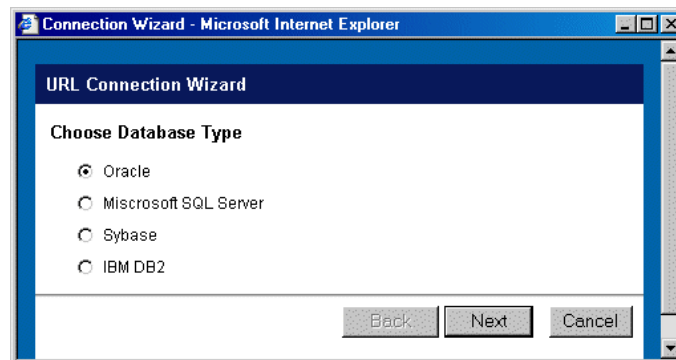 Connection Wizard - Microsoft Internet Explorer
URL Connection Wizard
Choose Database Type
Oracle
Miscrosoft SQL Server
Sybase
IBM DB2
Back Next Cancel